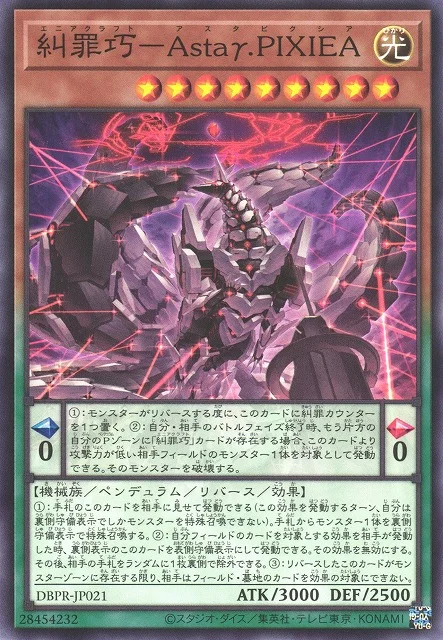 エニアクラフト アスタピクシア
糾罪巧－Astaγ.PIXIEA
ひかり
光
①：モンスターがリバースする度に、このカードに糾罪カウンター
を1つ置く。②：自分・相手のバトルフェイズ終了時、もう片方の
自分のPゾーンに「糾罪巧」カードが存在する場合、このカードより
攻撃力が低い相手フィールドのモンスター1体を対象として発動
できる。そのモンスターを破壊する。
0
0
【機械族／ペンデュラム／リバース／効果】
①：手札のこのカードを相手に見せて発動できる（この効果を発動するターン、自分は
裏側守備表示でしかモンスターを特殊召喚できない）。手札からモンスター1体を裏側
守備表示で特殊召喚する。②：自分フィールドのカードを対象とする効果を相手が発動
した時、裏側表示のこのカードを表側守備表示にして発動できる。その効果を無効にする。
その後、相手の手札をランダムに1枚裏側で除外できる。③：リバースしたこのカードが
モンスターゾーンに存在する限り、相手はフィールド・墓地のカードを効果の対象にできない。
DBPR-JP021
ATK/3000 DEF/2500
28454232
©スタジオ・ダイス／集英社・テレビ東京・KONAMI